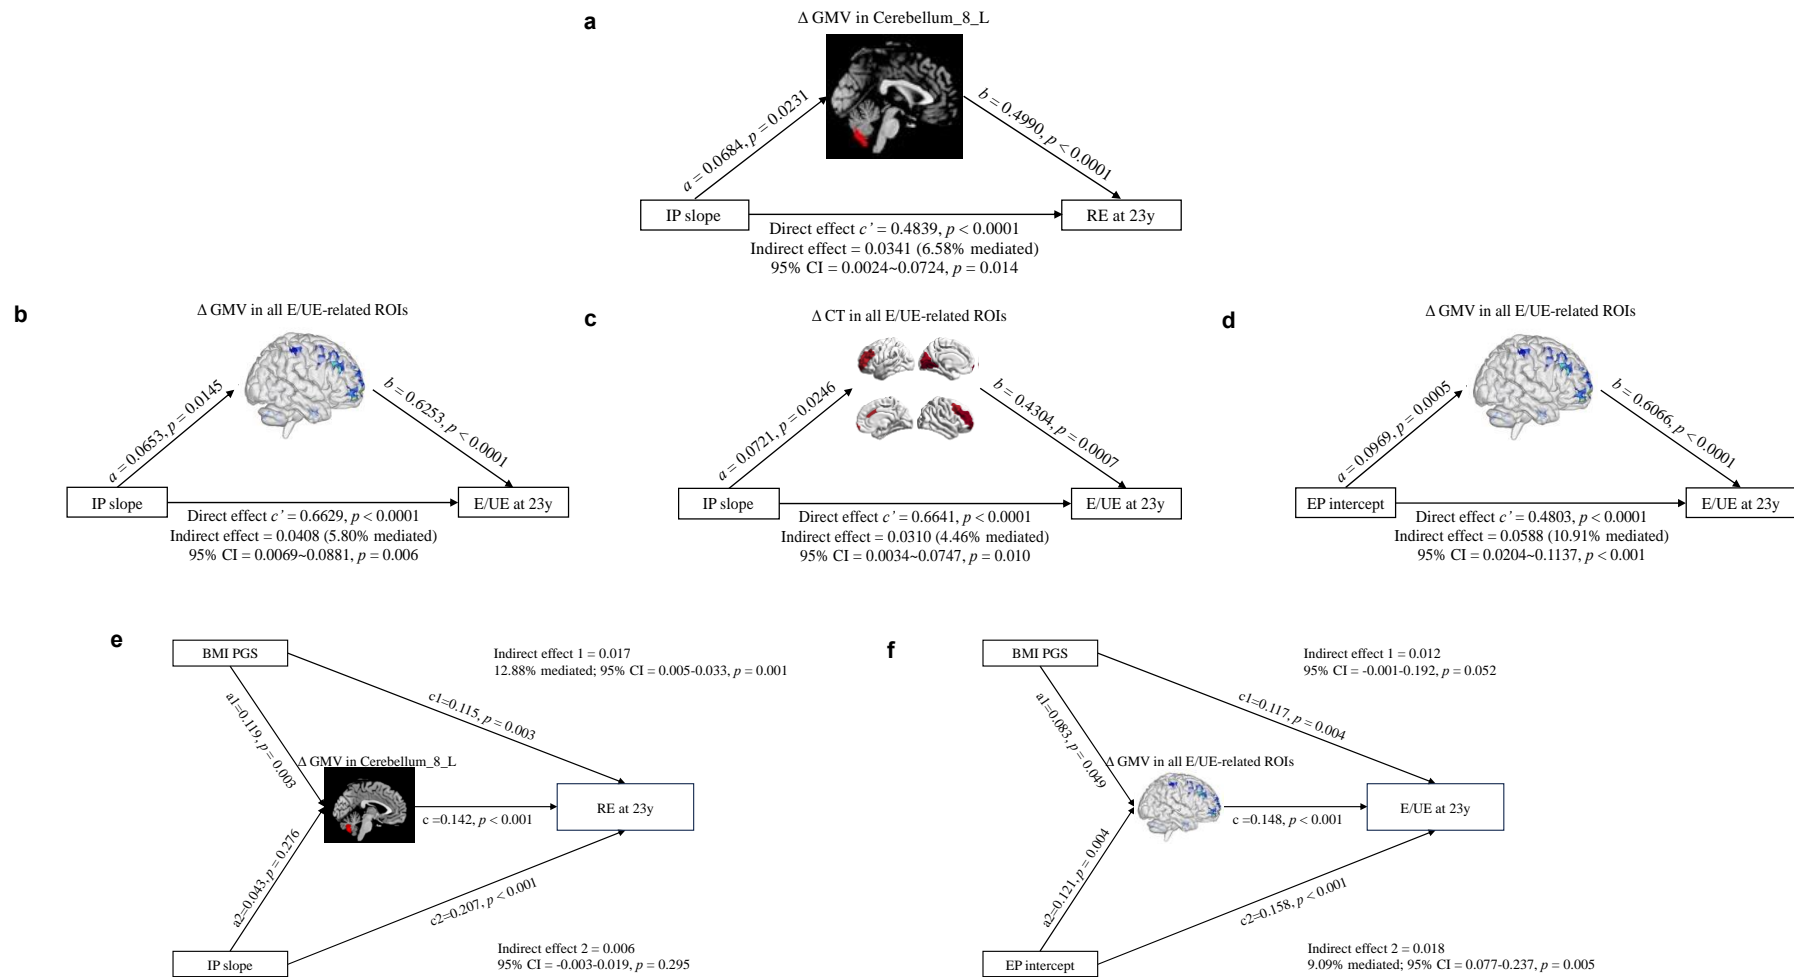 a
Δ GMV in Cerebellum_8_L
a = 0.0684, p = 0.0231
b = 0.4990, p < 0.0001
IP slope
RE at 23y
Direct effect c’ = 0.4839, p < 0.0001
Indirect effect = 0.0341 (6.58% mediated)
95% CI = 0.0024~0.0724, p = 0.014
b
Δ GMV in all E/UE-related ROIs
a = 0.0653, p = 0.0145
b = 0.6253, p < 0.0001
IP slope
E/UE at 23y
Direct effect c’ = 0.6629, p < 0.0001
Indirect effect = 0.0408 (5.80% mediated)
95% CI = 0.0069~0.0881, p = 0.006
c
Δ CT in all E/UE-related ROIs
a = 0.0721, p = 0.0246
b = 0.4304, p = 0.0007
IP slope
E/UE at 23y
Direct effect c’ = 0.6641, p < 0.0001
Indirect effect = 0.0310 (4.46% mediated)
95% CI = 0.0034~0.0747, p = 0.010
d
Δ GMV in all E/UE-related ROIs
a = 0.0969, p = 0.0005
b = 0.6066, p < 0.0001
EP intercept
E/UE at 23y
Direct effect c’ = 0.4803, p < 0.0001
Indirect effect = 0.0588 (10.91% mediated)
95% CI = 0.0204~0.1137, p < 0.001
e
BMI PGS
Indirect effect 1 = 0.017
12.88% mediated; 95% CI = 0.005-0.033, p = 0.001
a1=0.119, p = 0.003
c1=0.115, p = 0.003
Δ GMV in Cerebellum_8_L
c =0.142, p < 0.001
RE at 23y
a2=0.043, p = 0.276
c2=0.207, p < 0.001
IP slope
Indirect effect 2 = 0.006
95% CI = -0.003-0.019, p = 0.295
f
BMI PGS
Indirect effect 1 = 0.012
95% CI = -0.001-0.192, p = 0.052
a1=0.083, p = 0.049
c1=0.117, p = 0.004
Δ GMV in all E/UE-related ROIs
c =0.148, p < 0.001
E/UE at 23y
a2=0.121, p = 0.004
c2=0.158, p < 0.001
EP intercept
Indirect effect 2 = 0.018
9.09% mediated; 95% CI = 0.077-0.237, p = 0.005